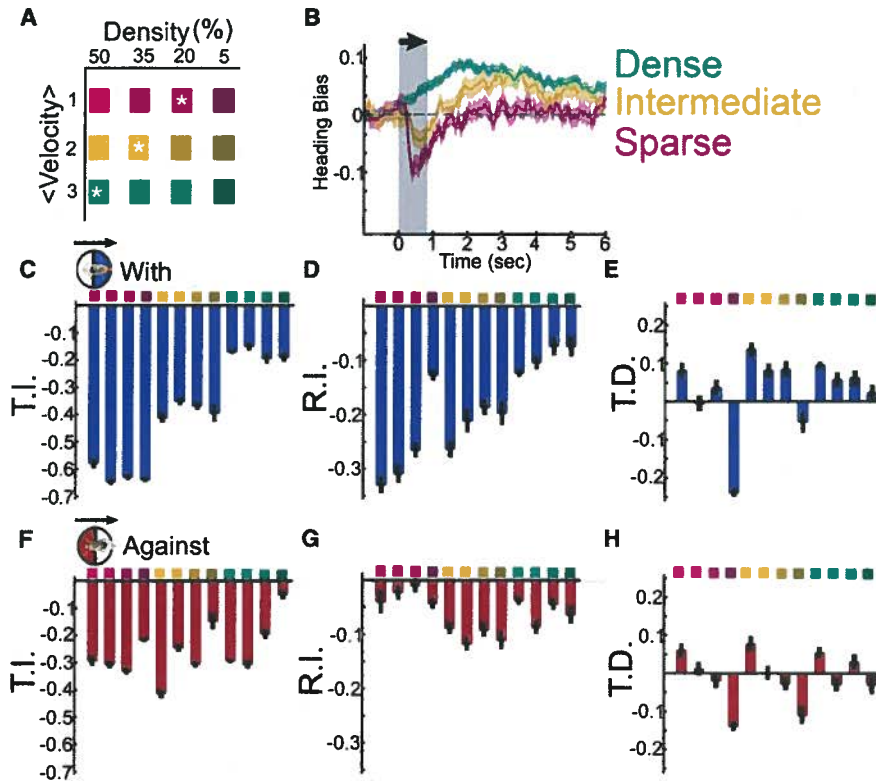 A
Density (%)
50 35 20 5
<Velocity>
1
2
3
*
*
*
B
Heading Bias
0.1
0
-0.1
0 1 2 3 4 5 6
Time (sec)
Dense
Intermediate
Sparse
C
With
T.I.
-0.1
-0.2
-0.3
-0.4
-0.5
-0.6
-0.7
D
R.I.
-0.1
-0.2
-0.3
E
T.D.
0.2
0.1
-0.1
-0.2
F
Against
T.I.
-0.1
-0.2
-0.3
-0.4
-0.5
-0.6
-0.7
G
R.I.
-0.1
-0.2
-0.3
H
T.D.
0.2
0.1
-0.1
-0.2